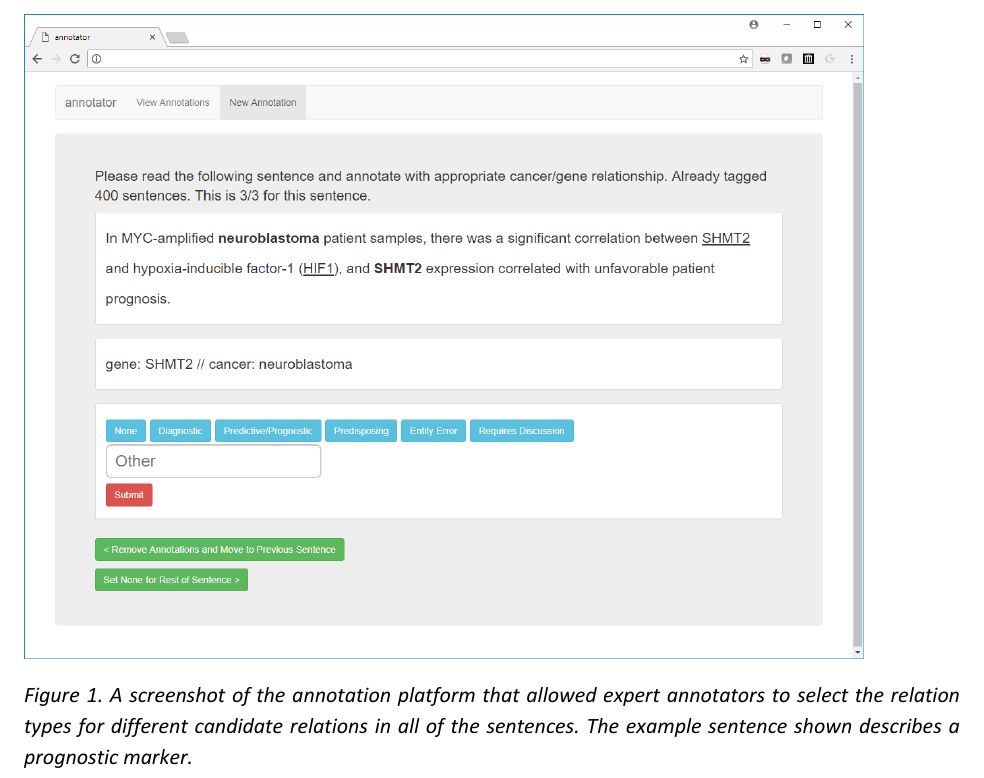 annotator
annotator View Annotations New Annotation
Please read the following sentence and annotate with appropriate cancer/gene relationship. Already tagged
400 sentences. This is 3/3 for this sentence.
In MYC-amplified neuroblastoma patient samples, there was a significant correlation between SHMT2
and hypoxia-inducible factor-1 (HIF1), and SHMT2 expression correlated with unfavorable patient
prognosis.
gene: SHMT2 // cancer: neuroblastoma
None Diagnostic Predictive/Prognostic Predisposing Entity Error Requires Discussion
Other
Submit
< Remove Annotations and Move to Previous Sentence
Set None for Rest of Sentence >
Figure 1. A screenshot of the annotation platform that allowed expert annotators to select the relation
types for different candidate relations in all of the sentences. The example sentence shown describes a
prognostic marker.